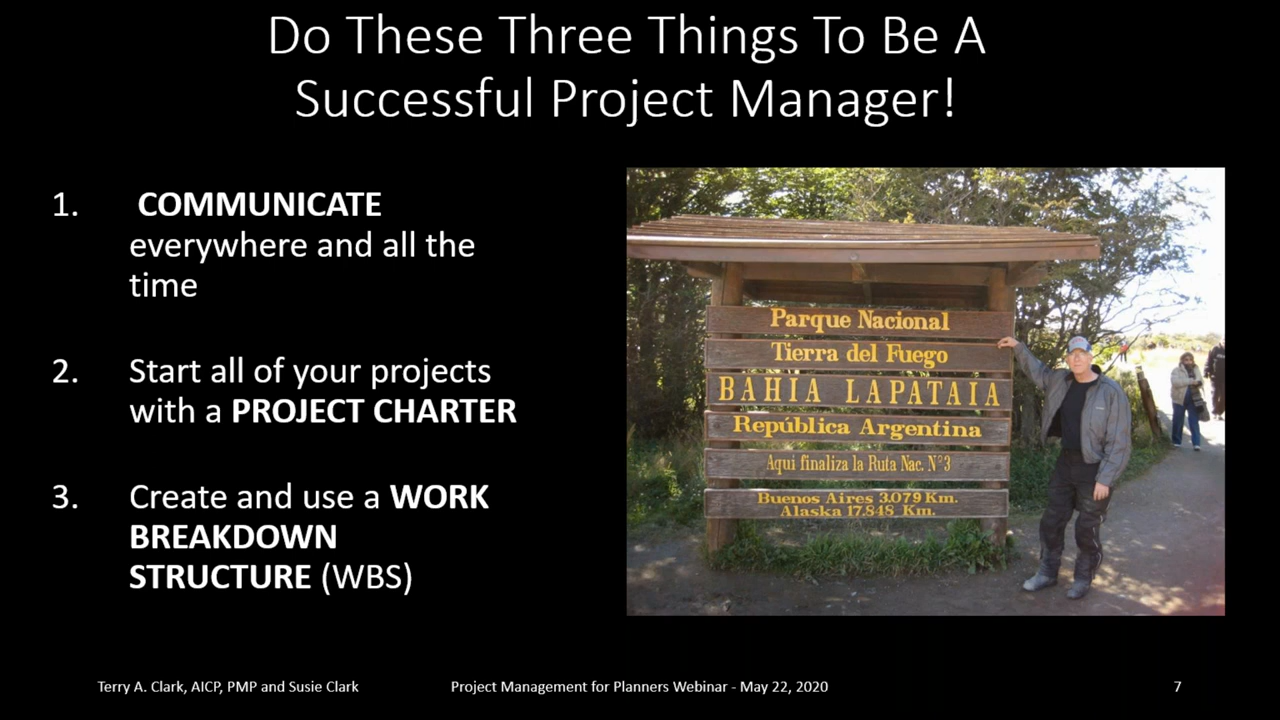 Do These Three Things To Be A
Successful Project Manager!
1. COMMUNICATE
everywhere and all the
time
2. Start all of your projects
with a PROJECT CHARTER
3. Create and use a WORK
BREAKDOWN
STRUCTURE (WBS)
Parque Nacional
Tierra del Fuego
BAHIA LAPATAIA
República Argentina
Aqui finaliza la Ruta Nac. N°3
Buenos Aires 3.079 Km.
Alaska 17.848 Km.
Terry A. Clark, AICP, PMP and Susie Clark
Project Management for Planners Webinar - May 22, 2020
7